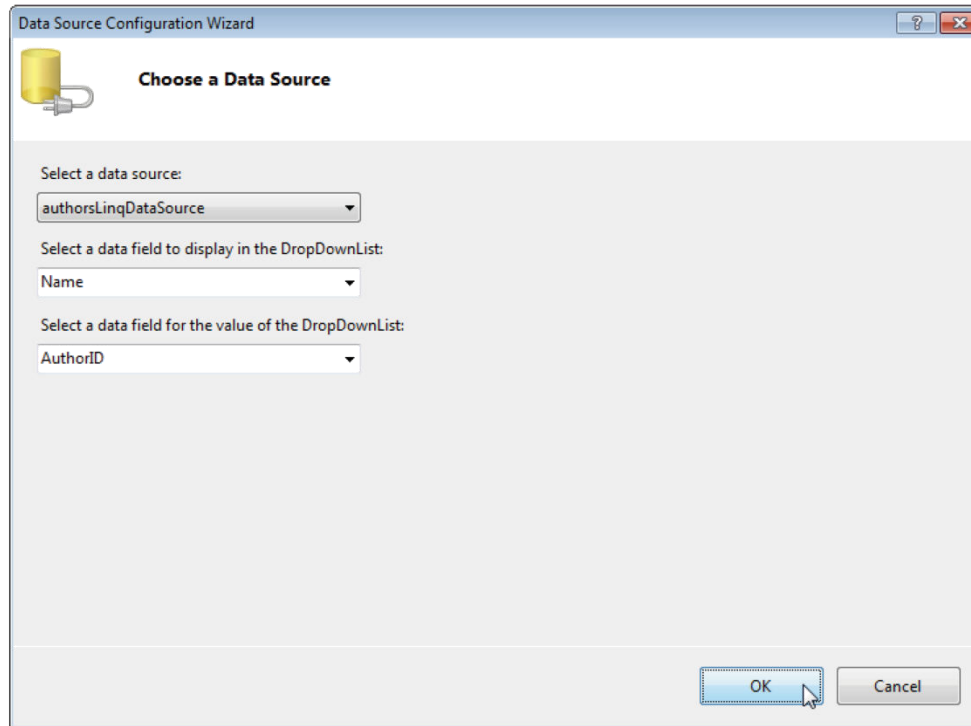 Data Source Configuration Wizard
?
Choose a Data Source
Select a data source:
authorsLinqDataSource
Select a data field to display in the DropDownList:
Name
Select a data field for the value of the DropDownList:
AuthorID
OK Cancel